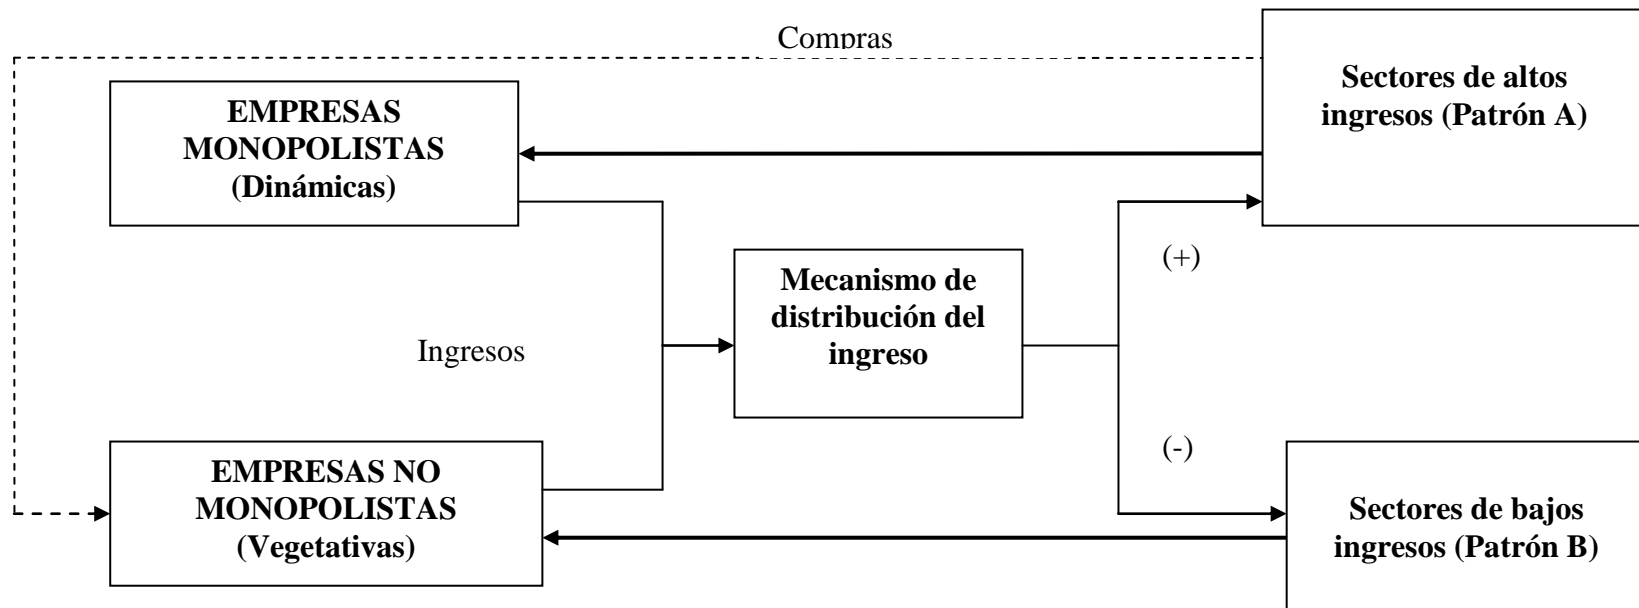 Compras
Sectores de altos
ingresos (Patrón A)
EMPRESAS
MONOPOLISTAS
(Dinámicas)
(+)
Mecanismo de
distribución del
ingreso
Ingresos
(-)
EMPRESAS NO
MONOPOLISTAS
(Vegetativas)
Sectores de bajos
ingresos (Patrón B)